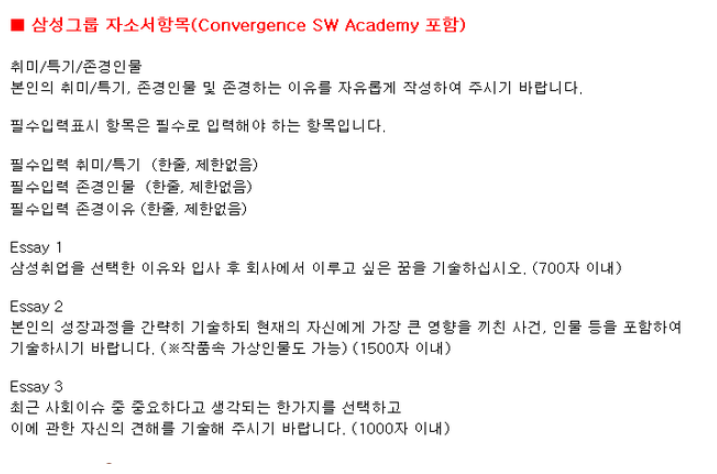 ■ 삼성그룹 자소서항목(Convergence SW Academy 포함)
취미/특기/존경인물
본인의 취미/특기, 존경인물 및 존경하는 이유를 자유롭게 작성하여 주시기 바랍니다.
필수입력표시 항목은 필수로 입력해야 하는 항목입니다.
필수입력 취미/특기 (한줄, 제한없음)
필수입력 존경인물 (한줄, 제한없음)
필수입력 존경이유 (한줄, 제한없음)
Essay 1
삼성취업을 선택한 이유와 입사 후 회사에서 이루고 싶은 꿈을 기술하십시오. (700자 이내)
Essay 2
본인의 성장과정을 간략히 기술하되 현재의 자신에게 가장 큰 영향을 끼친 사건, 인물 등을 포함하여
기술하시기 바랍니다. (※작품속 가상인물도 가능) (1500자 이내)
Essay 3
최근 사회이슈 중 중요하다고 생각되는 한가지를 선택하고
이에 관한 자신의 견해를 기술해 주시기 바랍니다. (1000자 이내)